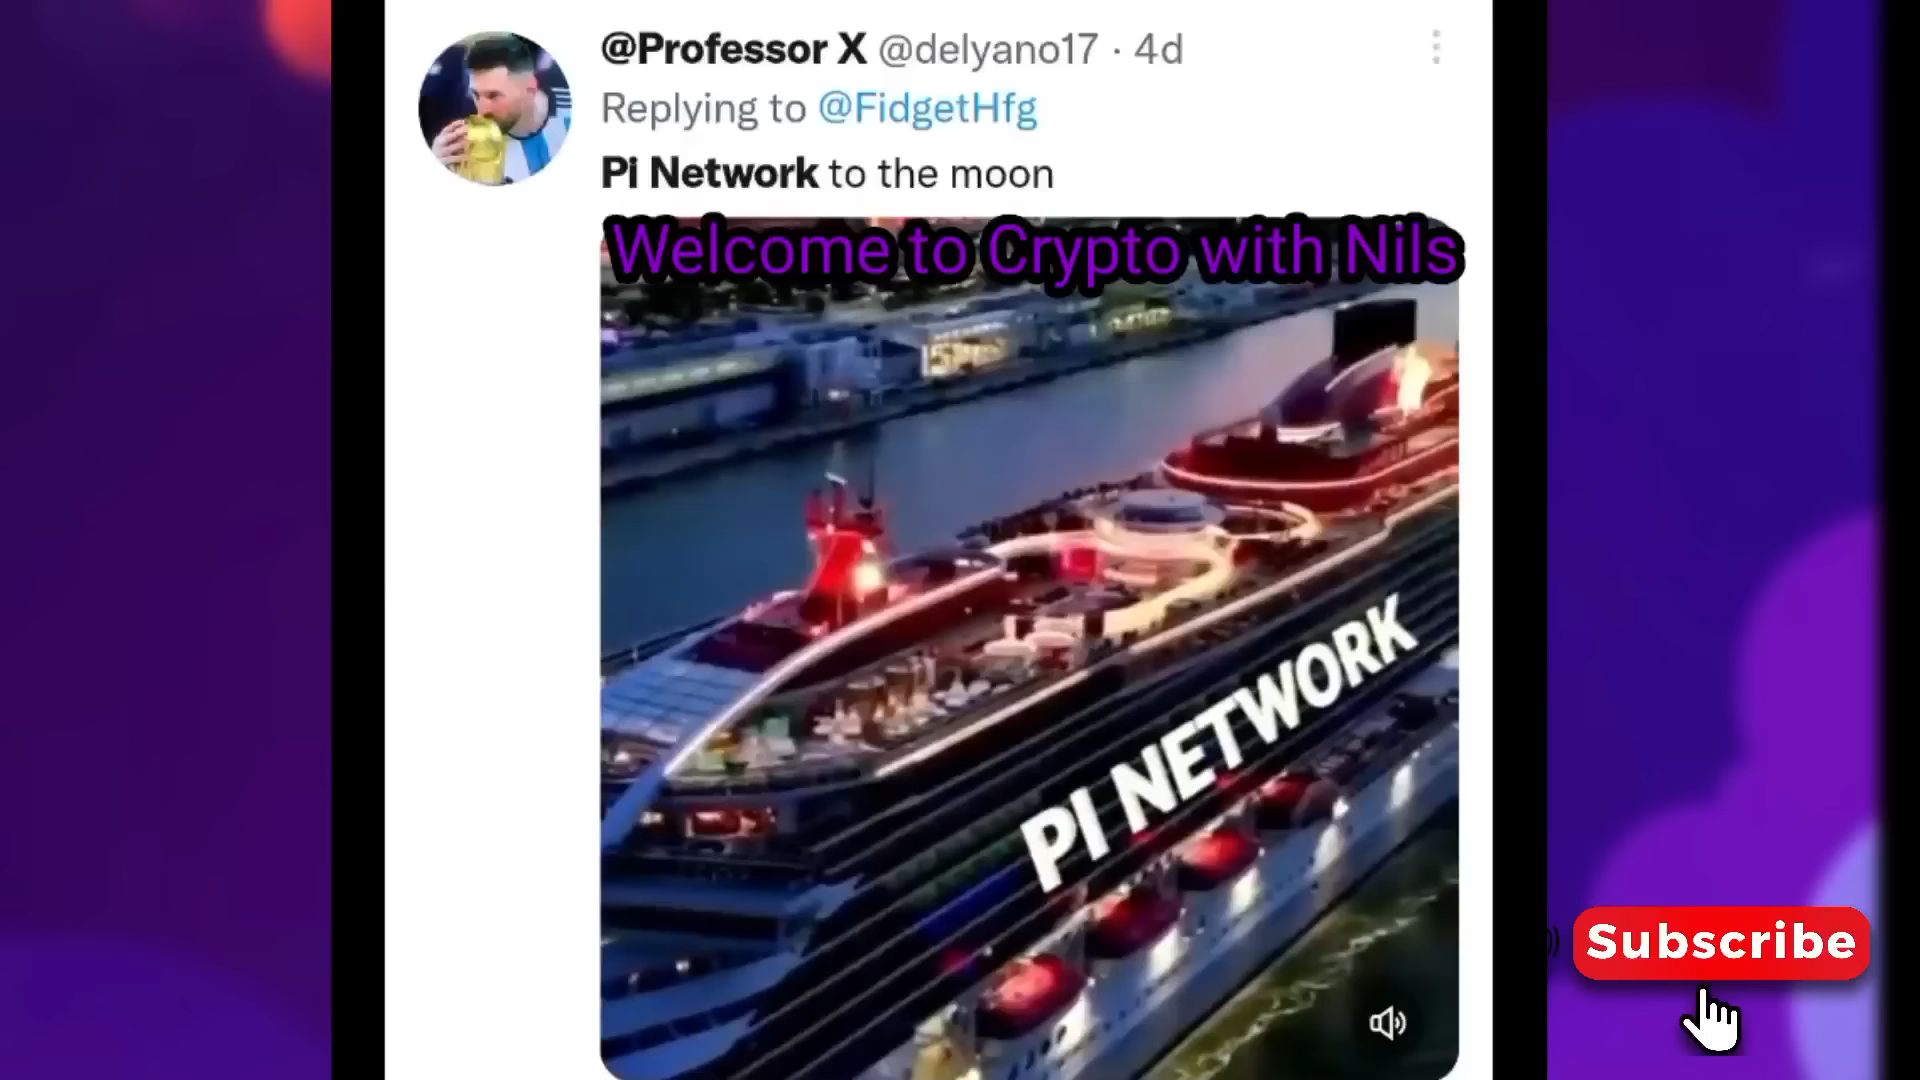 @Professor X @delyano17 · 4d
Replying to @FidgetHfg
Pi Network to the moon
Welcome to Crypto with Nils
PI NETWORK
Subscribe